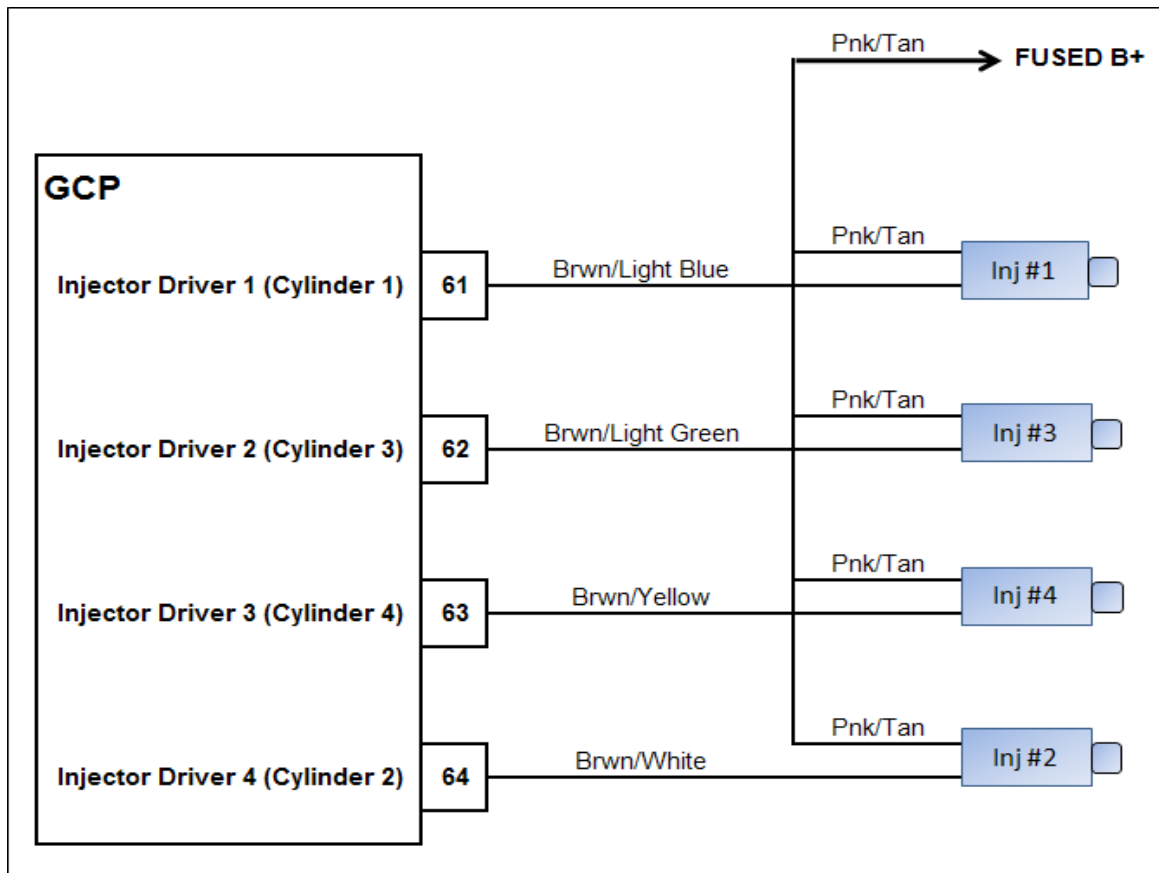 Pnk/Tan
FUSED B+
GCP
Injector Driver 1 (Cylinder 1)
61
Brwn/Light Blue
Pnk/Tan
Inj #1
Injector Driver 2 (Cylinder 3)
62
Brwn/Light Green
Pnk/Tan
Inj #3
Injector Driver 3 (Cylinder 4)
63
Brwn/Yellow
Pnk/Tan
Inj #4
Injector Driver 4 (Cylinder 2)
64
Brwn/White
Pnk/Tan
Inj #2